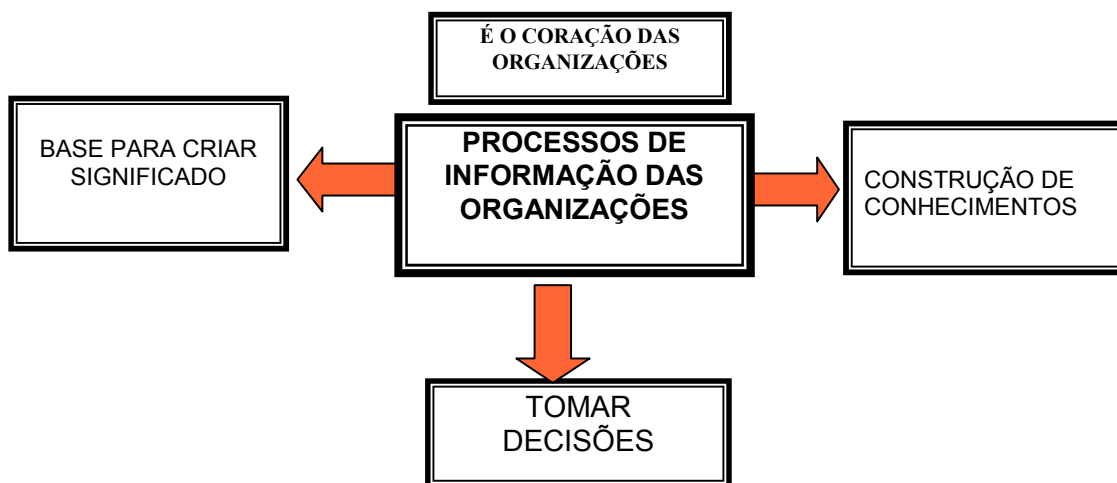 É O CORAÇÃO DAS
ORGANIZAÇÕES
BASE PARA CRIAR
SIGNIFICADO
PROCESSOS DE
INFORMAÇÃO DAS
ORGANIZAÇÕES
CONSTRUÇÃO DE
CONHECIMENTOS
TOMAR
DECISÕES